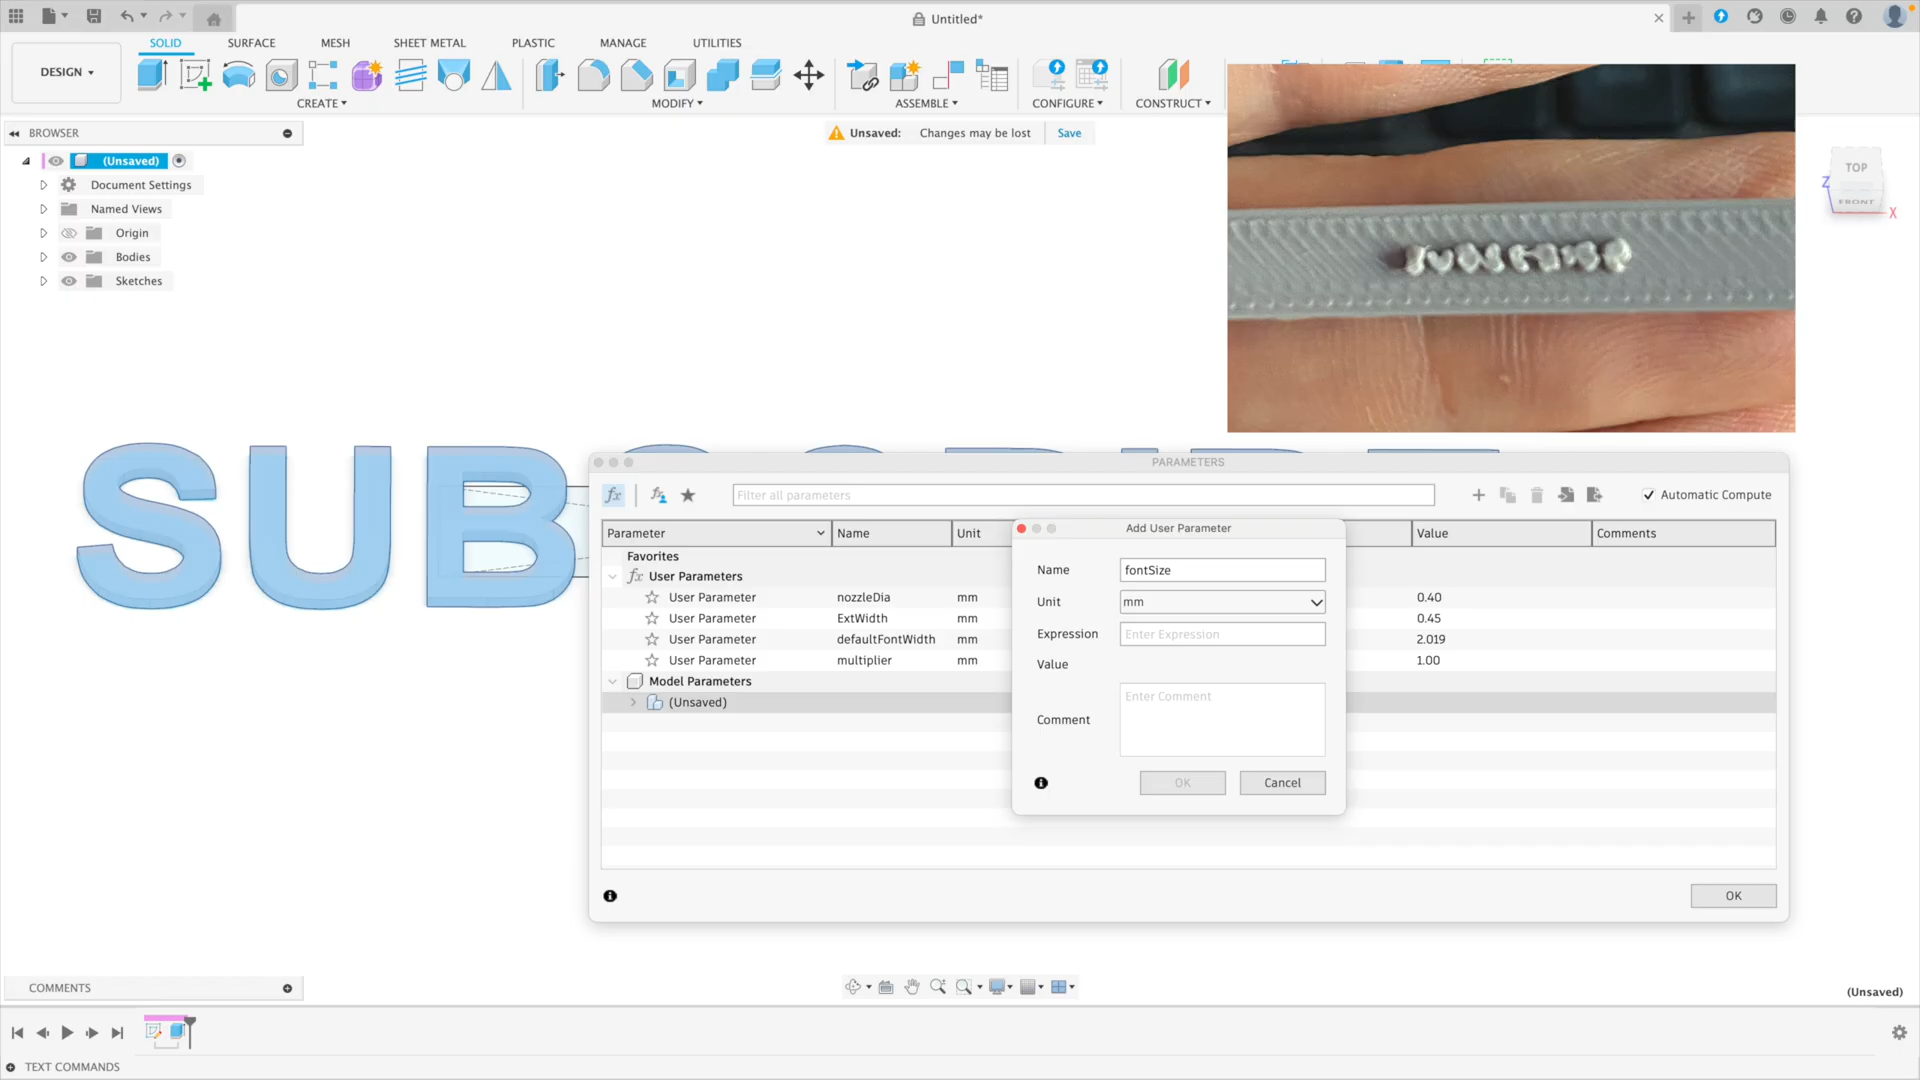 Untitled*
SOLID SURFACE MESH SHEET METAL PLASTIC MANAGE UTILITIES
DESIGN
CREATE MODIFY ASSEMBLE CONFIGURE CONSTRUCT
BROWSER
Unsaved: Changes may be lost Save
(Unsaved)
Document Settings
Named Views
Origin
Bodies
Sketches
TOP
FRONT
Z
X
SUB
PARAMETERS
fx
Filter all parameters
Automatic Compute
Parameter Name Unit Value Comments
Favorites
fx User Parameters
User Parameter nozzleDia mm 0.40
User Parameter ExtWidth mm 0.45
User Parameter defaultFontWidth mm 2.019
User Parameter multiplier mm 1.00
Model Parameters
(Unsaved)
OK
Add User Parameter
Name fontSize
Unit mm
Expression Enter Expression
Value
Comment Enter Comment
OK Cancel
COMMENTS
(Unsaved)
TEXT COMMANDS